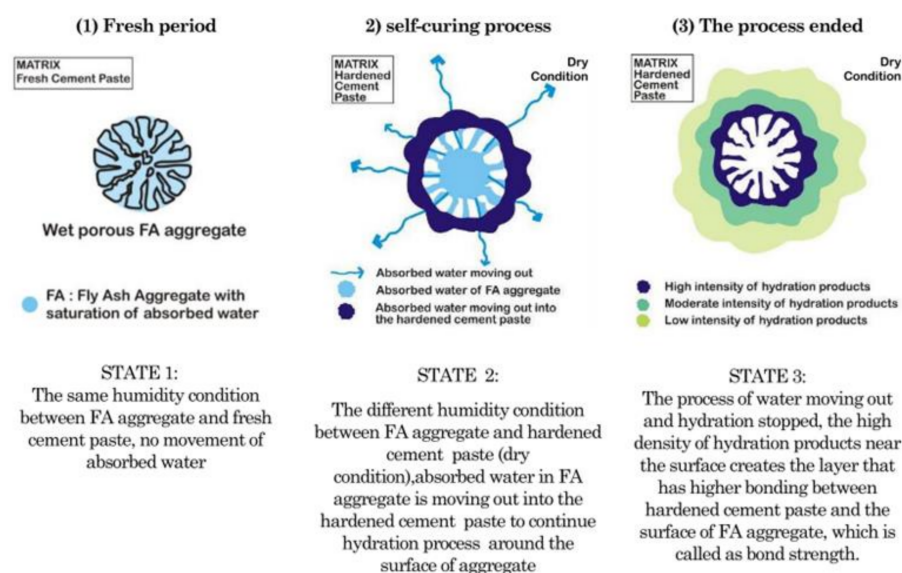 (1) Fresh period
MATRIX
Fresh Cement Paste
Wet porous FA aggregate
FA : Fly Ash Aggregate with
saturation of absorbed water
STATE 1:
The same humidity condition
between FA aggregate and fresh
cement paste, no movement of
absorbed water
2) self-curing process
MATRIX
Hardened
Cement
Paste
Dry
Condition
Absorbed water moving out
Absorbed water of FA aggregate
Absorbed water moving out into
the hardened cement paste
STATE 2:
The different humidity condition
between FA aggregate and hardened
cement paste (dry
condition),absorbed water in FA
aggregate is moving out into the
hardened cement paste to continue
hydration process around the
surface of aggregate
(3) The process ended
MATRIX
Hardened
Cement
Paste
Dry
Condition
High intensity of hydration products
Moderate intensity of hydration products
Low intensity of hydration products
STATE 3:
The process of water moving out
and hydration stopped, the high
density of hydration products near
the surface creates the layer that
has higher bonding between
hardened cement paste and the
surface of FA aggregate, which is
called as bond strength.